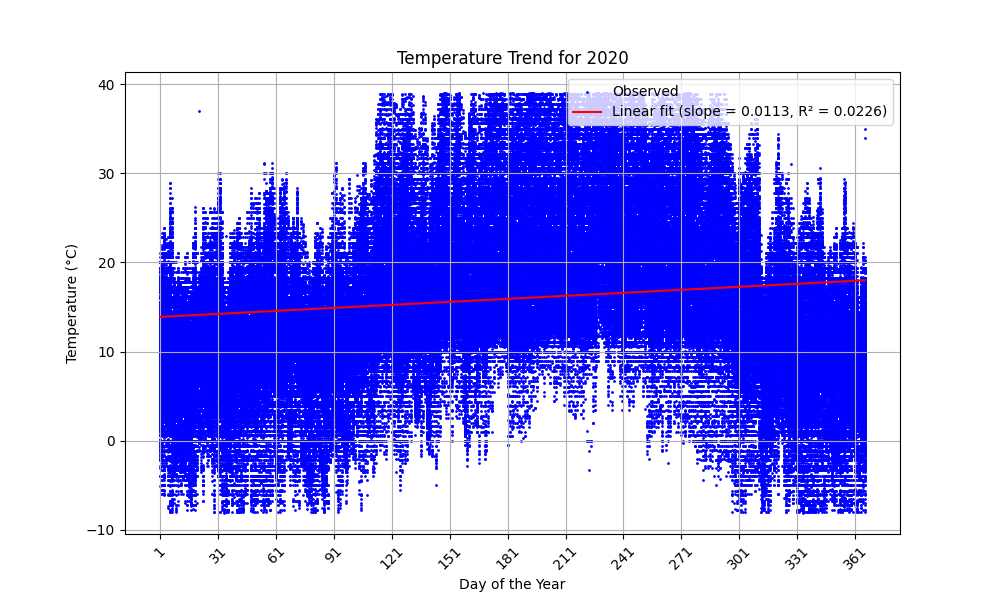 Temperature Trend for 2020
Observed
Linear fit (slope = 0.0113, R² = 0.0226)
Temperature (°C)
40
30
20
10
0
−10
1 31 61 91 121 151 181 211 241 271 301 331 361
Day of the Year